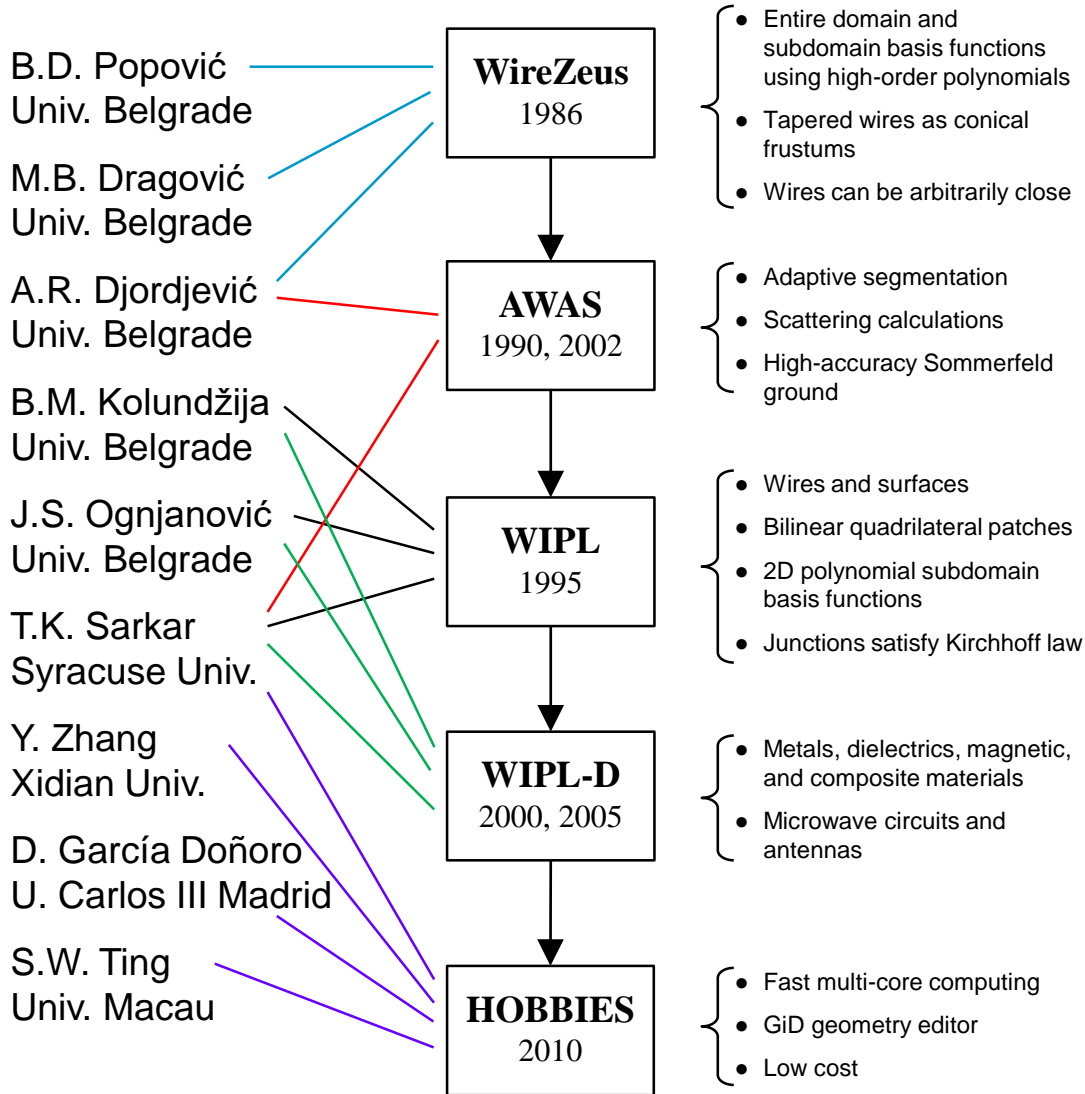 B.D. Popović
Univ. Belgrade
M.B. Dragović
Univ. Belgrade
A.R. Djordjević
Univ. Belgrade
B.M. Kolundžija
Univ. Belgrade
J.S. Ognjanović
Univ. Belgrade
T.K. Sarkar
Syracuse Univ.
Y. Zhang
Xidian Univ.
D. García Doñoro
U. Carlos III Madrid
S.W. Ting
Univ. Macau
WireZeus
1986
AWAS
1990, 2002
WIPL
1995
WIPL-D
2000, 2005
HOBBIES
2010
● Entire domain and
subdomain basis functions
using high-order polynomials
● Tapered wires as conical
frustums
● Wires can be arbitrarily close
● Adaptive segmentation
● Scattering calculations
● High-accuracy Sommerfeld
ground
● Wires and surfaces
● Bilinear quadrilateral patches
● 2D polynomial subdomain
basis functions
● Junctions satisfy Kirchhoff law
● Metals, dielectrics, magnetic,
and composite materials
● Microwave circuits and
antennas
● Fast multi-core computing
● GiD geometry editor
● Low cost